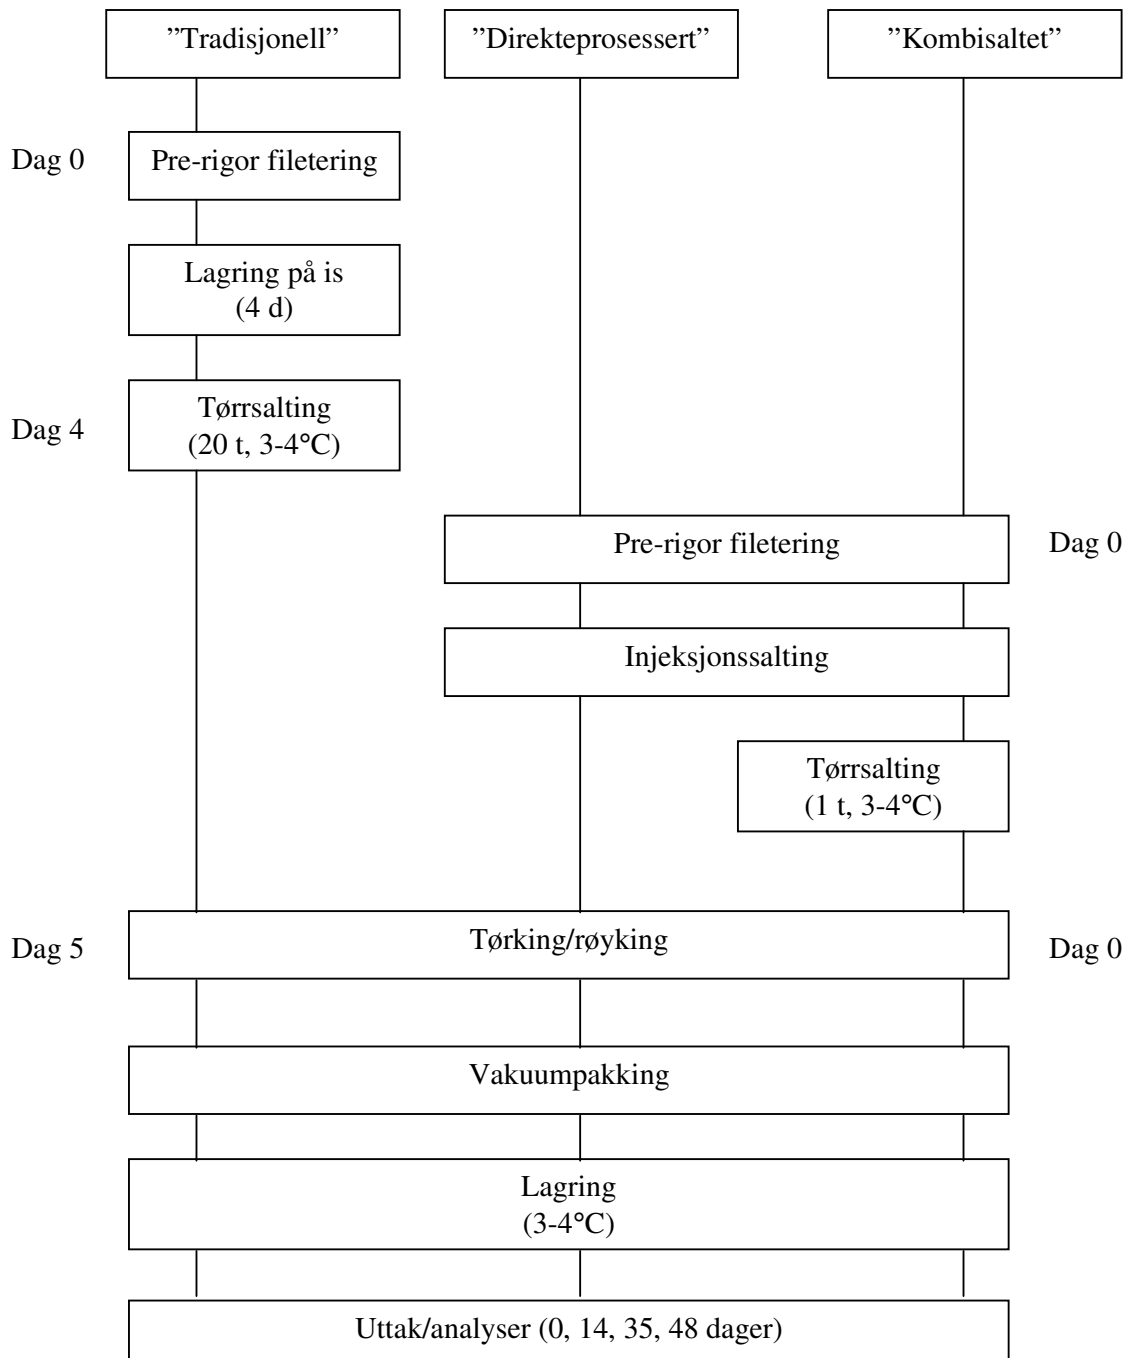 ”Tradisjonell”
”Direkteprosessert”
”Kombisaltet”
Dag 0
Pre-rigor filetering
Lagring på is
(4 d)
Dag 4
Tørrsalting
(20 t, 3-4°C)
Pre-rigor filetering
Dag 0
Injeksjonssalting
Tørrsalting
(1 t, 3-4°C)
Dag 5
Tørking/røyking
Dag 0
Vakuumpakking
Lagring
(3-4°C)
Uttak/analyser (0, 14, 35, 48 dager)